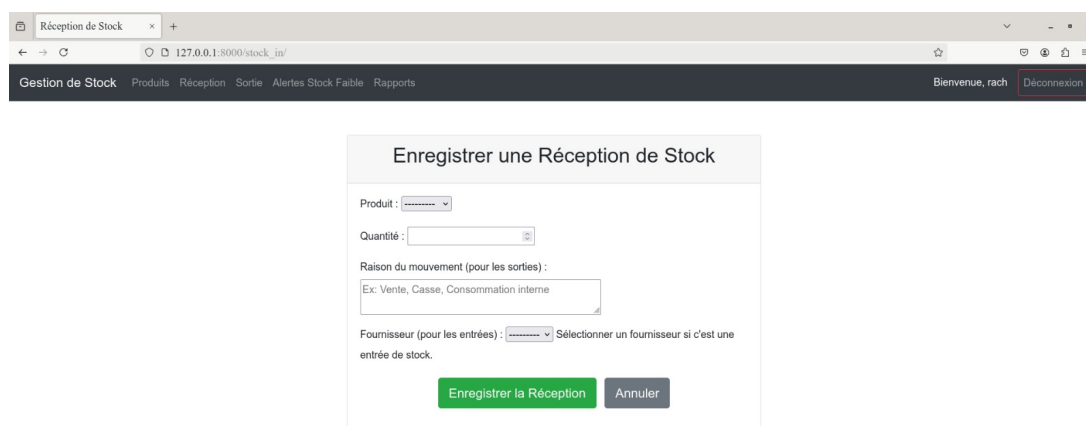 Réception de Stock
127.0.0.1:8000/stock_in/
Gestion de Stock Produits Réception Sortie Alertes Stock Faible Rapports Bienvenue, rach Déconnexion
Enregistrer une Réception de Stock
Produit : ---------
Quantité :
Raison du mouvement (pour les sorties) :
Ex: Vente, Casse, Consommation interne
Fournisseur (pour les entrées) : --------- Sélectionner un fournisseur si c'est une
entrée de stock.
Enregistrer la Réception Annuler